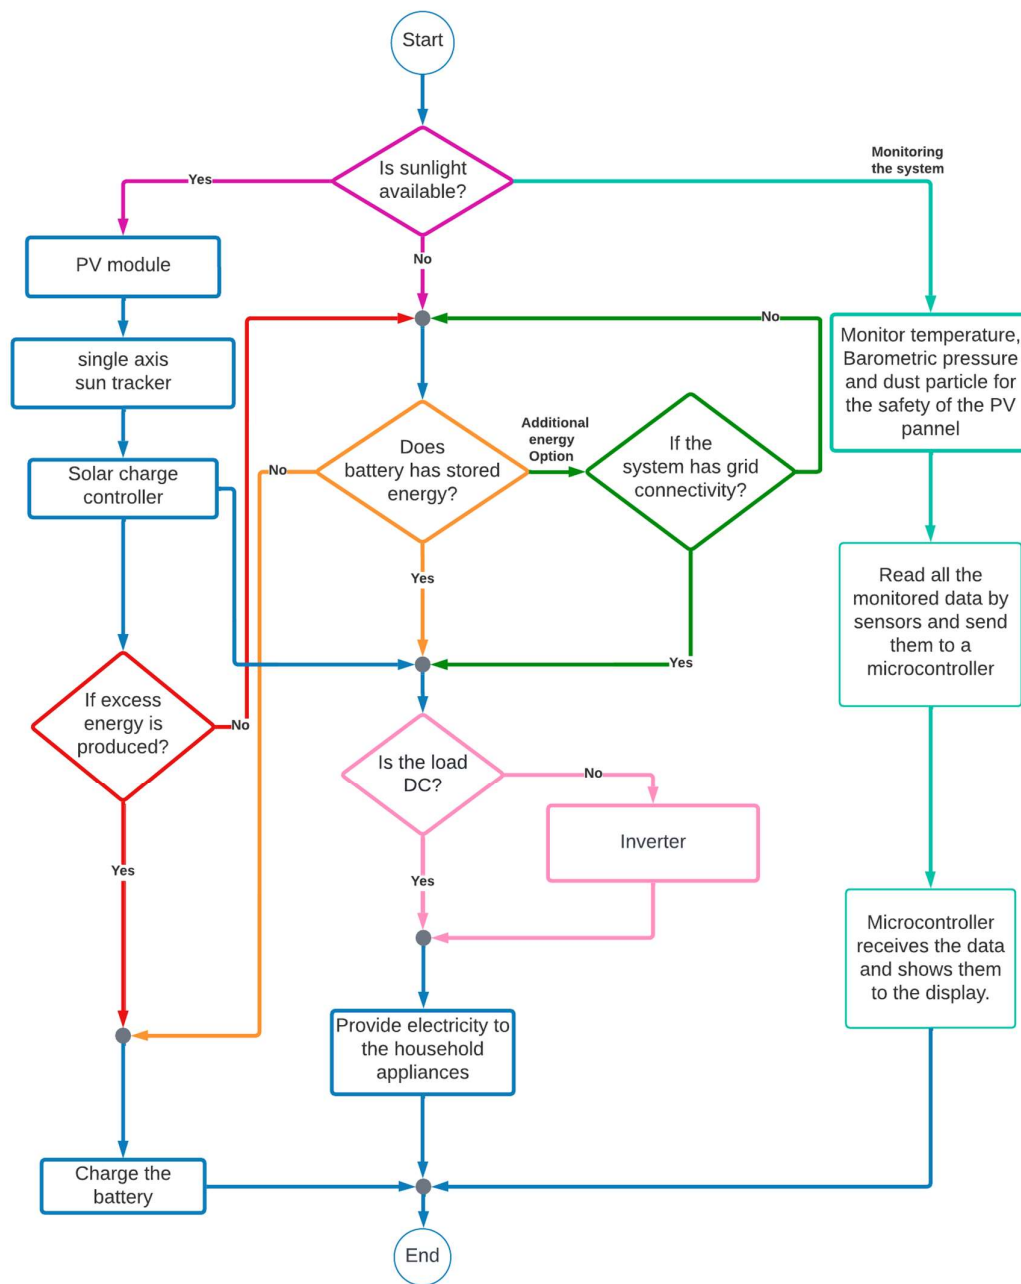 Start
Is sunlight
available?
Yes
Monitoring
the system
No
PV module
single axis
sun tracker
Solar charge
controller
No
Monitor temperature,
Barometric pressure
and dust particle for
the safety of the PV
pannel
Does
battery has stored
energy?
No
Additional
energy
Option
If the
system has grid
connectivity?
Yes
Yes
Read all the
monitored data by
sensors and send
them to a
microcontroller
If excess
energy is
produced?
No
Yes
Is the load
DC?
No
Inverter
Yes
Microcontroller
receives the data
and shows them
to the display.
Provide electricity to
the household
appliances
Charge the
battery
End